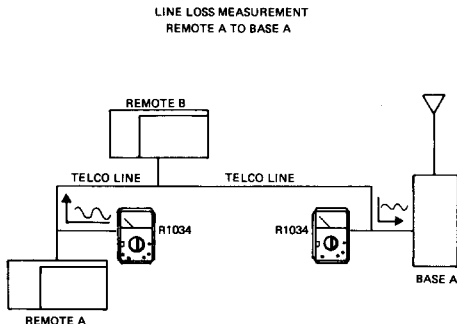 LINE LOSS MEASUREMENT
REMOTE A TO BASE A
REMOTE B
TELCO LINE
TELCO LINE
R1034
R1034
BASE A
REMOTE A